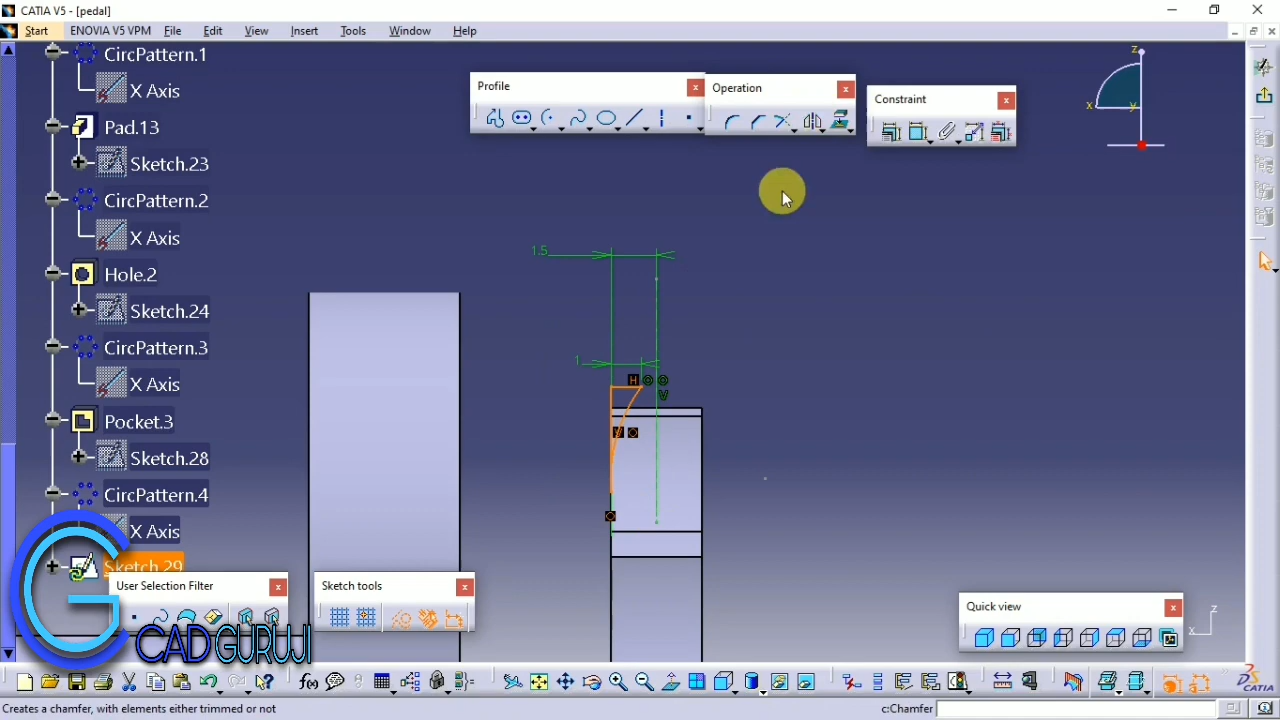 CATIA V5 - [pedal]
Start ENOVIA V5 VPM File Edit View Insert Tools Window Help
CircPattern.1
X Axis
Pad.13
Sketch.23
CircPattern.2
X Axis
Hole.2
Sketch.24
CircPattern.3
X Axis
Pocket.3
Sketch.28
CircPattern.4
X Axis
Sketch.29
Profile
Operation
Constraint
z
x
y
1.5
1
H
V
V
User Selection Filter
Sketch tools
Quick view
z
x
G
CAD GURUJI
f(x)
CATIA
Creates a chamfer, with elements either trimmed or not
c:Chamfer